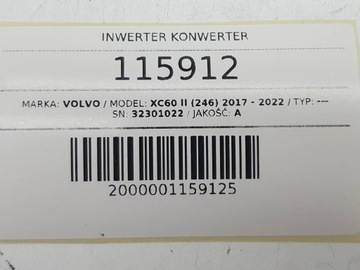 INWERTER KONWERTER
115912
MARKA: VOLVO / MODEL: XC60 II (246) 2017 - 2022 / TYP: ---
SN: 32301022 / JAKOŚĆ: A
2000001159125